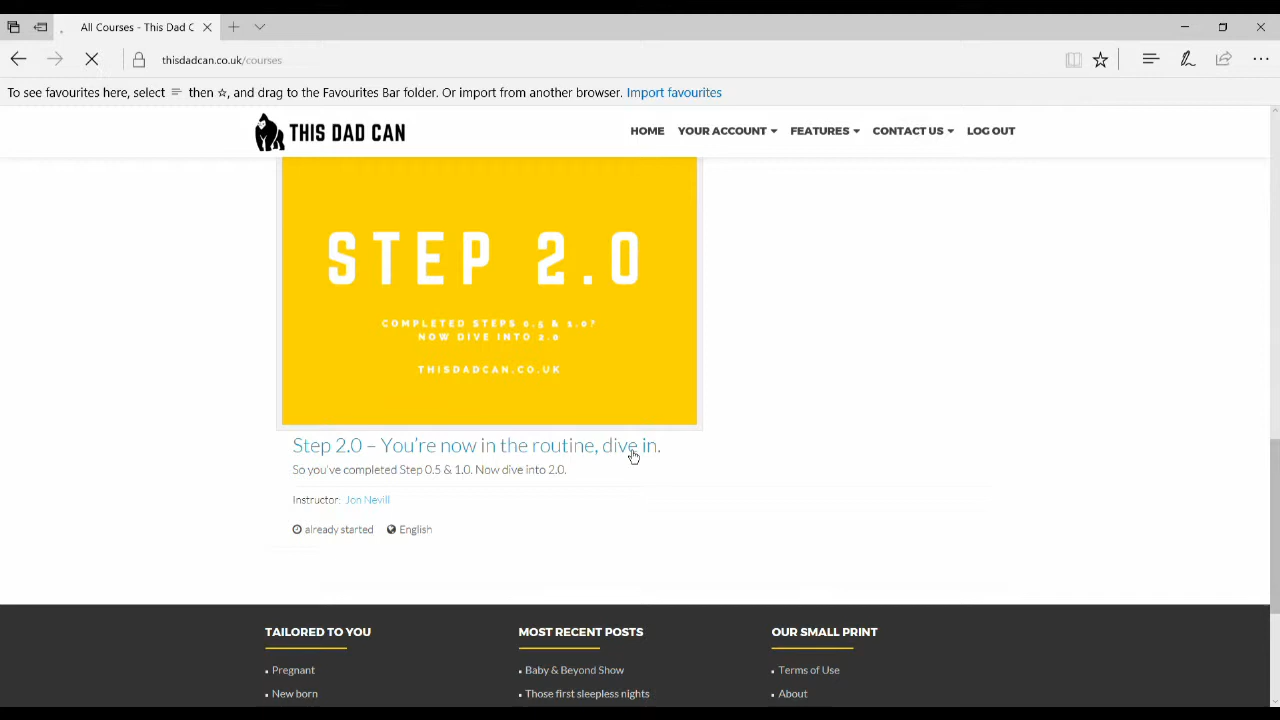 All Courses - This Dad C
thisdadcan.co.uk/courses
To see favourites here, select then ☆, and drag to the Favourites Bar folder. Or import from another browser. Import favourites
THIS DAD CAN
HOME YOUR ACCOUNT FEATURES CONTACT US LOG OUT
STEP 2.0
COMPLETED STEPS 0.5 & 1.0?
NOW DIVE INTO 2.0
THISDADCAN.CO.UK
Step 2.0 – You're now in the routine, dive in.
So you've completed Step 0.5 & 1.0. Now dive into 2.0.
Instructor: Jon Nevill
already started English
TAILORED TO YOU
Pregnant
New born
MOST RECENT POSTS
Baby & Beyond Show
Those first sleepless nights
OUR SMALL PRINT
Terms of Use
About